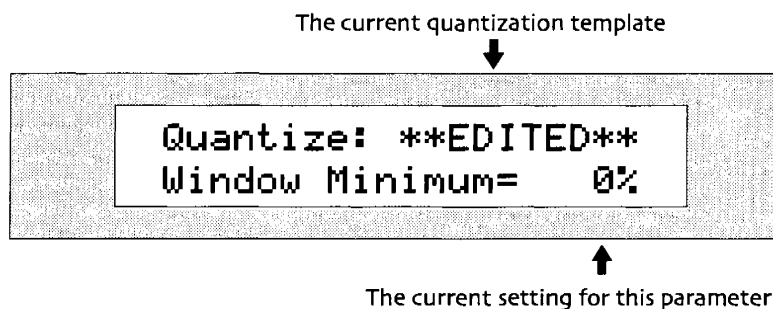 The current quantization template
Quantize: **EDITED**
Window Minimum= 0%
The current setting for this parameter